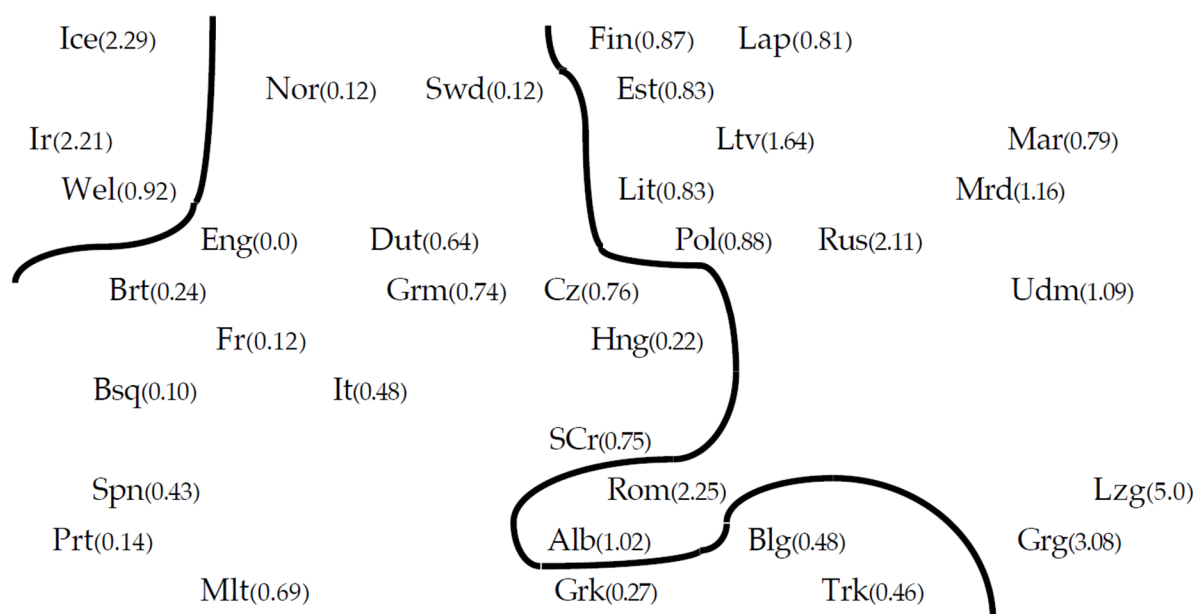 Ice(2.29) Fin(0.87) Lap(0.81)
Nor(0.12) Swd(0.12) Est(0.83)
Ir(2.21) Ltv(1.64) Mar(0.79)
Wel(0.92) Lit(0.83) Mrd(1.16)
Eng(0.0) Dut(0.64) Pol(0.88) Rus(2.11)
Brt(0.24) Grm(0.74) Cz(0.76) Udm(1.09)
Fr(0.12) Hng(0.22)
Bsq(0.10) It(0.48)
SCr(0.75)
Spn(0.43) Rom(2.25) Lzg(5.0)
Prt(0.14) Alb(1.02) Blg(0.48) Grg(3.08)
Mlt(0.69) Grk(0.27) Trk(0.46)